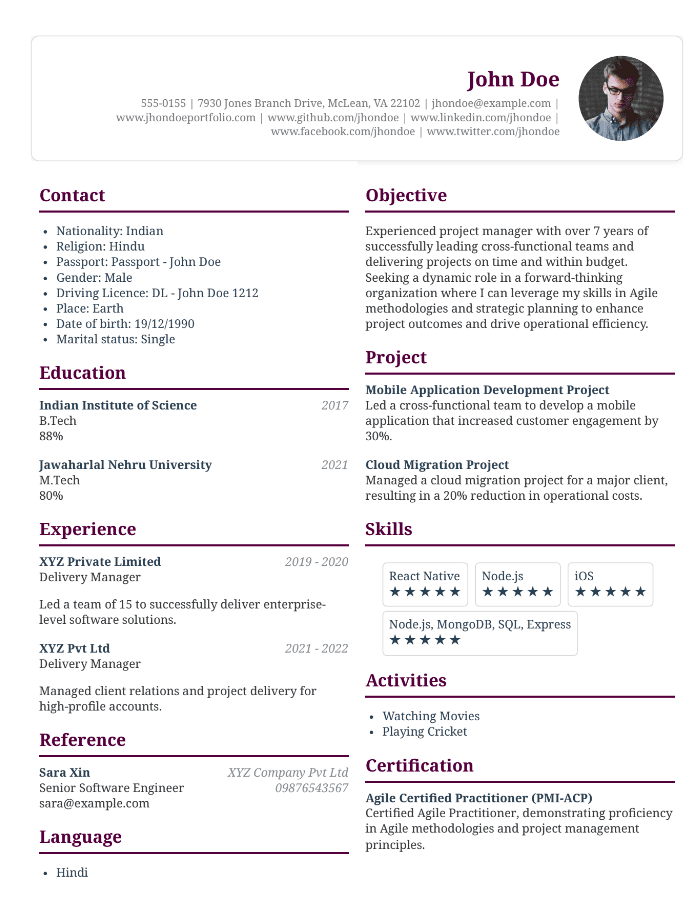 John Doe
555-0155 | 7930 Jones Branch Drive, McLean, VA 22102 | jhondoe@example.com |
www.jhondoeportfolio.com | www.github.com/jhondoe | www.linkedin.com/jhondoe |
www.facebook.com/jhondoe | www.twitter.com/jhondoe
Contact
• Nationality: Indian
• Religion: Hindu
• Passport: Passport - John Doe
• Gender: Male
• Driving Licence: DL - John Doe 1212
• Place: Earth
• Date of birth: 19/12/1990
• Marital status: Single
Education
Indian Institute of Science 2017
B.Tech
88%
Jawaharlal Nehru University 2021
M.Tech
80%
Experience
XYZ Private Limited 2019 - 2020
Delivery Manager
Led a team of 15 to successfully deliver enterprise-
level software solutions.
XYZ Pvt Ltd 2021 - 2022
Delivery Manager
Managed client relations and project delivery for
high-profile accounts.
Reference
Sara Xin XYZ Company Pvt Ltd
Senior Software Engineer 09876543567
sara@example.com
Language
• Hindi
Objective
Experienced project manager with over 7 years of
successfully leading cross-functional teams and
delivering projects on time and within budget.
Seeking a dynamic role in a forward-thinking
organization where I can leverage my skills in Agile
methodologies and strategic planning to enhance
project outcomes and drive operational efficiency.
Project
Mobile Application Development Project
Led a cross-functional team to develop a mobile
application that increased customer engagement by
30%.
Cloud Migration Project
Managed a cloud migration project for a major client,
resulting in a 20% reduction in operational costs.
Skills
React Native Node.js iOS
★★★★★ ★★★★★ ★★★★★
Node.js, MongoDB, SQL, Express
★★★★★
Activities
• Watching Movies
• Playing Cricket
Certification
Agile Certified Practitioner (PMI-ACP)
Certified Agile Practitioner, demonstrating proficiency
in Agile methodologies and project management
principles.